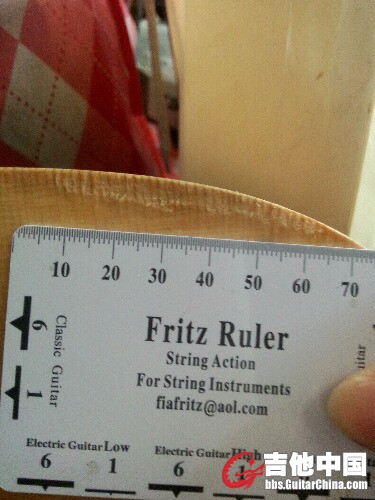 10 20 30 40 50 60 70
Fritz Ruler
String Action
For String Instruments
fiafritz@aol.com
6 Classic Guitar
1
Electric Guitar Low
6 1
Electric Guitar High
6 1
吉他中国
bbs.GuitarChina.com